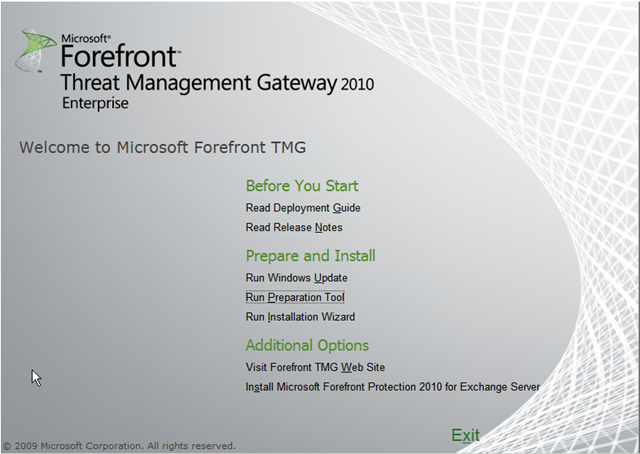 Microsoft®
Forefront™
Threat Management Gateway 2010
Enterprise
Welcome to Microsoft Forefront TMG
Before You Start
Read Deployment Guide
Read Release Notes
Prepare and Install
Run Windows Update
Run Preparation Tool
Run Installation Wizard
Additional Options
Visit Forefront TMG Web Site
Install Microsoft Forefront Protection 2010 for Exchange Server
Exit
© 2009 Microsoft Corporation. All rights reserved.